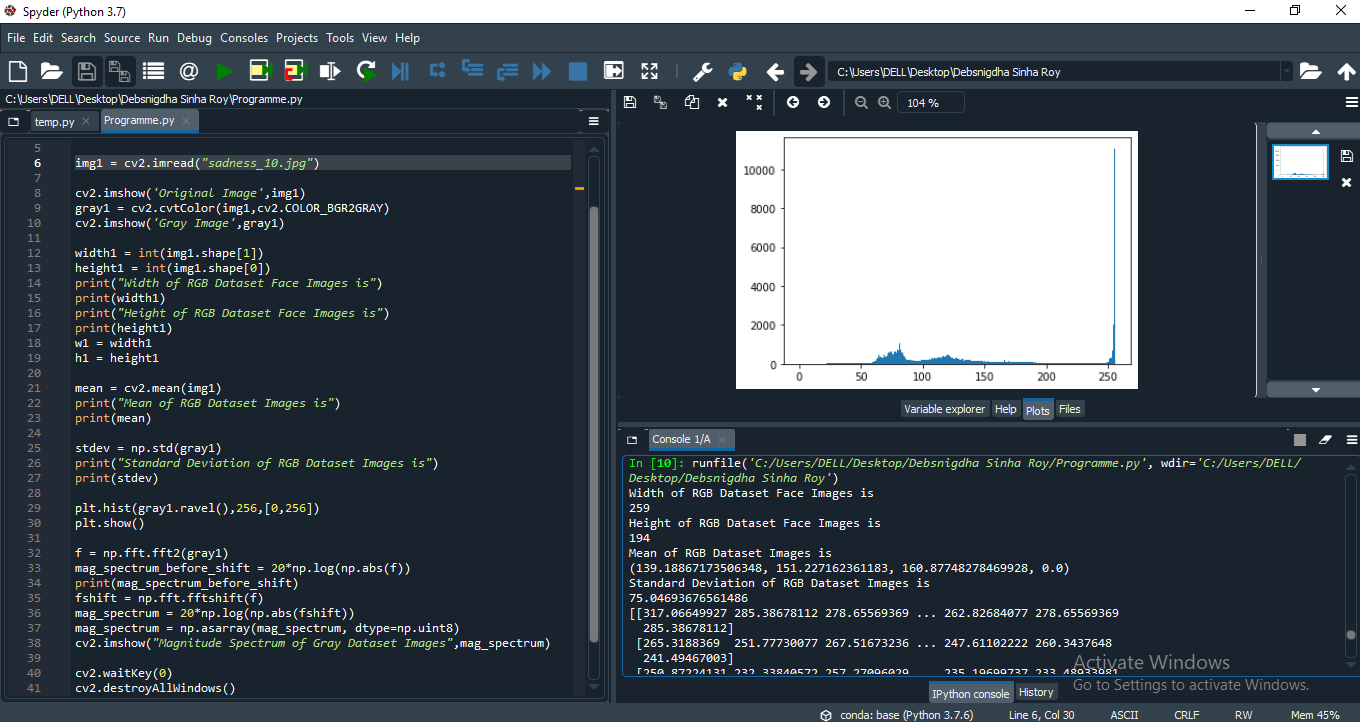 Spyder (Python 3.7)
File Edit Search Source Run Debug Consoles Projects Tools View Help
C:\Users\DELL\Desktop\Debsnigdha Sinha Roy
C:\Users\DELL\Desktop\Debsnigdha Sinha Roy\Programme.py
temp.py
Programme.py
5
6 img1 = cv2.imread("sadness_10.jpg")
7
8 cv2.imshow('Original Image',img1)
9 gray1 = cv2.cvtColor(img1,cv2.COLOR_BGR2GRAY)
10 cv2.imshow('Gray Image',gray1)
11
12 width1 = int(img1.shape[1])
13 height1 = int(img1.shape[0])
14 print("Width of RGB Dataset Face Images is")
15 print(width1)
16 print("Height of RGB Dataset Face Images is")
17 print(height1)
18 w1 = width1
19 h1 = height1
20
21 mean = cv2.mean(img1)
22 print("Mean of RGB Dataset Images is")
23 print(mean)
24
25 stdev = np.std(gray1)
26 print("Standard Deviation of RGB Dataset Images is")
27 print(stdev)
28
29 plt.hist(gray1.ravel(),256,[0,256])
30 plt.show()
31
32 f = np.fft.fft2(gray1)
33 mag_spectrum_before_shift = 20*np.log(np.abs(f))
34 print(mag_spectrum_before_shift)
35 fshift = np.fft.fftshift(f)
36 mag_spectrum = 20*np.log(np.abs(fshift))
37 mag_spectrum = np.asarray(mag_spectrum, dtype=np.uint8)
38 cv2.imshow("Magnitude Spectrum of Gray Dataset Images",mag_spectrum)
39
40 cv2.waitKey(0)
41 cv2.destroyAllWindows()
104 %
10000
8000
6000
4000
2000
0
0 50 100 150 200 250
Variable explorer Help Plots Files
Console 1/A
In [10]: runfile('C:/Users/DELL/Desktop/Debsnigdha Sinha Roy/Programme.py', wdir='C:/Users/DELL/
Desktop/Debsnigdha Sinha Roy')
Width of RGB Dataset Face Images is
259
Height of RGB Dataset Face Images is
194
Mean of RGB Dataset Images is
(139.18867173506348, 151.227162361183, 160.87748278469928, 0.0)
Standard Deviation of RGB Dataset Images is
75.04693676561486
[[317.06649927 285.38678112 278.65569369 ... 262.82684077 278.65569369
285.38678112]
[265.3188369 251.77730077 267.51673236 ... 247.61102222 260.3437648
241.49467003]
[250.87224131 232.33840572 257.27096029 ... 235.19699737 233.48933981
Activate Windows
Go to Settings to activate Windows.
IPython console History
conda: base (Python 3.7.6) Line 6, Col 30 ASCII CRLF RW Mem 45%